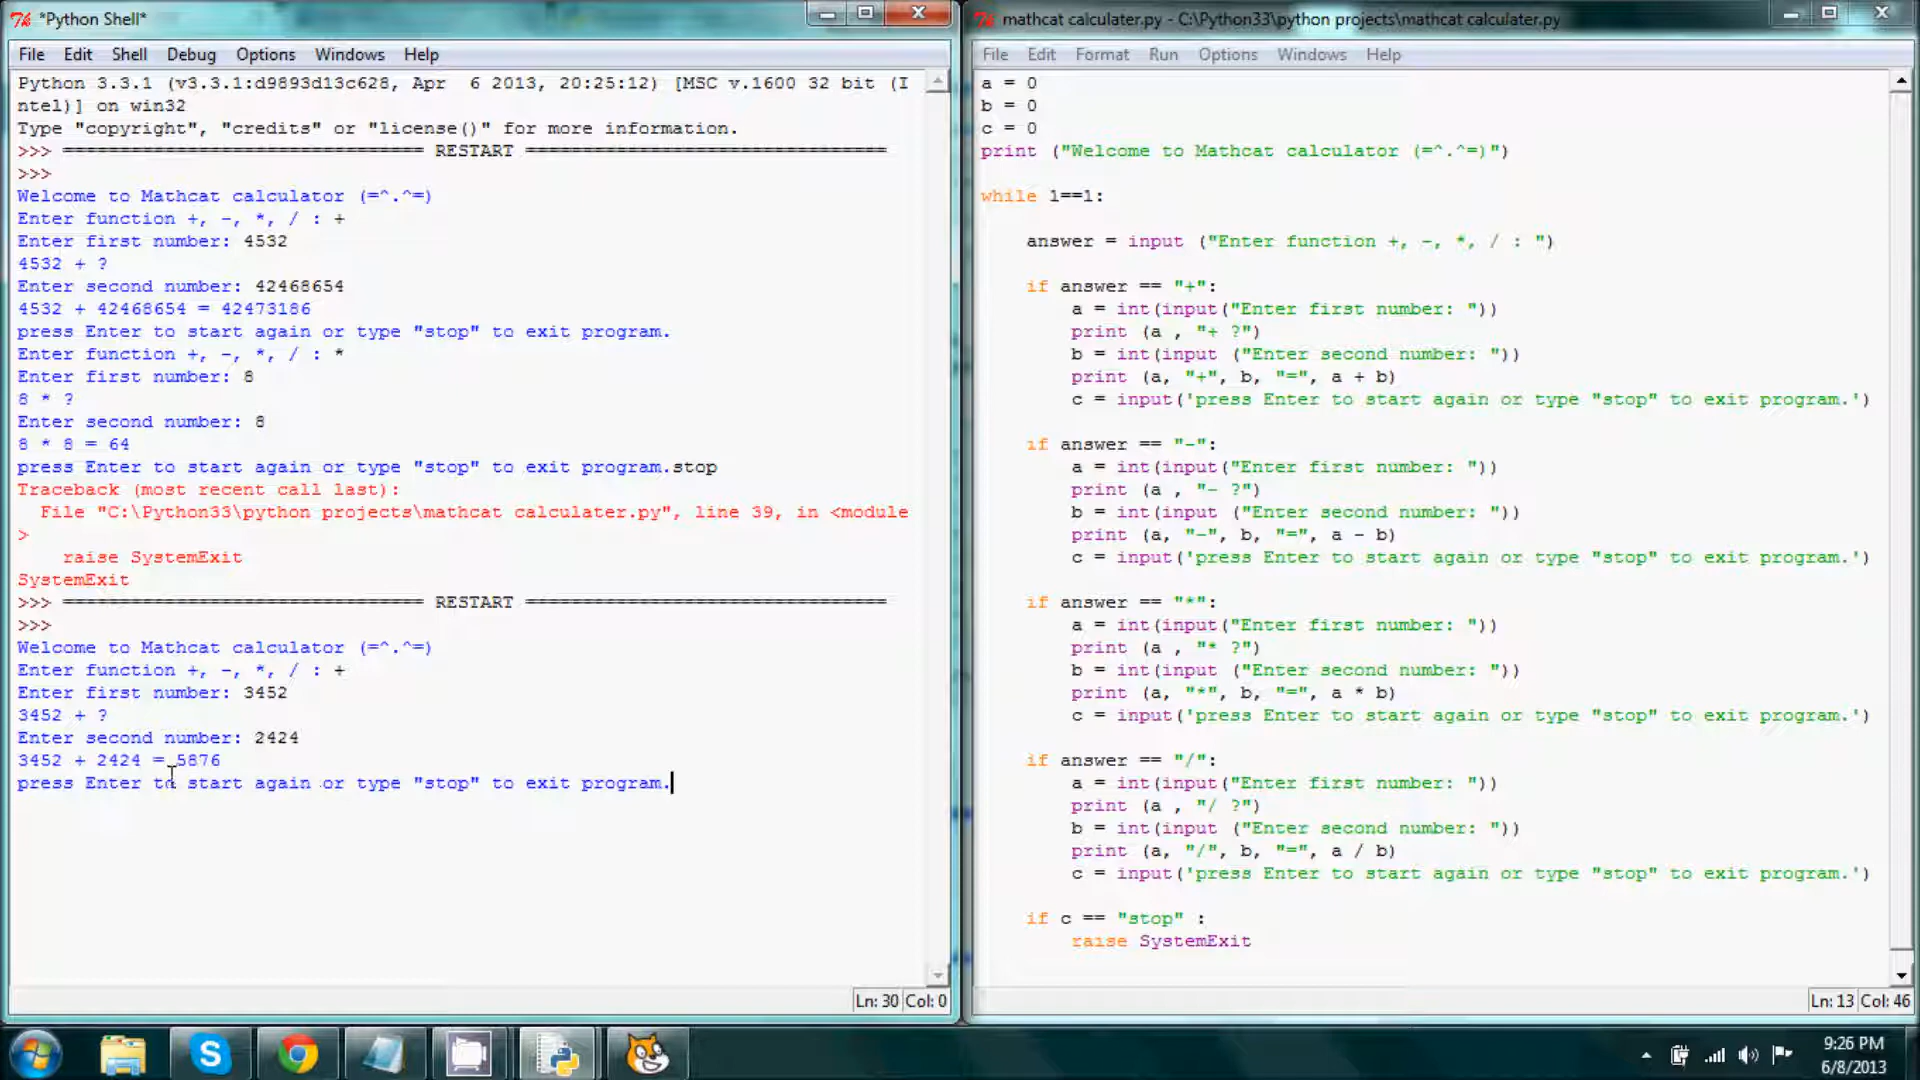 *Python Shell*
File Edit Shell Debug Options Windows Help
Python 3.3.1 (v3.3.1:d9893d13c628, Apr  6 2013, 20:25:12) [MSC v.1600 32 bit (I
ntel)] on win32
Type "copyright", "credits" or "license()" for more information.
>>> ================================ RESTART ================================
>>>
Welcome to Mathcat calculator (=^.^=)
Enter function +, -, *, / : +
Enter first number: 4532
4532 + ?
Enter second number: 42468654
4532 + 42468654 = 42473186
press Enter to start again or type "stop" to exit program.
Enter function +, -, *, / : *
Enter first number: 8
8 * ?
Enter second number: 8
8 * 8 = 64
press Enter to start again or type "stop" to exit program.stop
Traceback (most recent call last):
  File "C:\Python33\python projects\mathcat calculater.py", line 39, in <module
>
    raise SystemExit
SystemExit
>>> ================================ RESTART ================================
>>>
Welcome to Mathcat calculator (=^.^=)
Enter function +, -, *, / : +
Enter first number: 3452
3452 + ?
Enter second number: 2424
3452 + 2424 = 5876
press Enter to start again or type "stop" to exit program.
Ln: 30 Col: 0
mathcat calculater.py - C:\Python33\python projects\mathcat calculater.py
File Edit Format Run Options Windows Help
a = 0
b = 0
c = 0
print ("Welcome to Mathcat calculator (=^.^=)")
while 1==1:
    answer = input ("Enter function +, -, *, / : ")
    if answer == "+":
        a = int(input("Enter first number: "))
        print (a , "+ ?")
        b = int(input ("Enter second number: "))
        print (a, "+", b, "=", a + b)
        c = input('press Enter to start again or type "stop" to exit program.')
    if answer == "-":
        a = int(input("Enter first number: "))
        print (a , "- ?")
        b = int(input ("Enter second number: "))
        print (a, "-", b, "=", a - b)
        c = input('press Enter to start again or type "stop" to exit program.')
    if answer == "*":
        a = int(input("Enter first number: "))
        print (a , "* ?")
        b = int(input ("Enter second number: "))
        print (a, "*", b, "=", a * b)
        c = input('press Enter to start again or type "stop" to exit program.')
    if answer == "/":
        a = int(input("Enter first number: "))
        print (a , "/ ?")
        b = int(input ("Enter second number: "))
        print (a, "/", b, "=", a / b)
        c = input('press Enter to start again or type "stop" to exit program.')
    if c == "stop" :
        raise SystemExit
Ln: 13 Col: 46
9:26 PM
6/8/2013